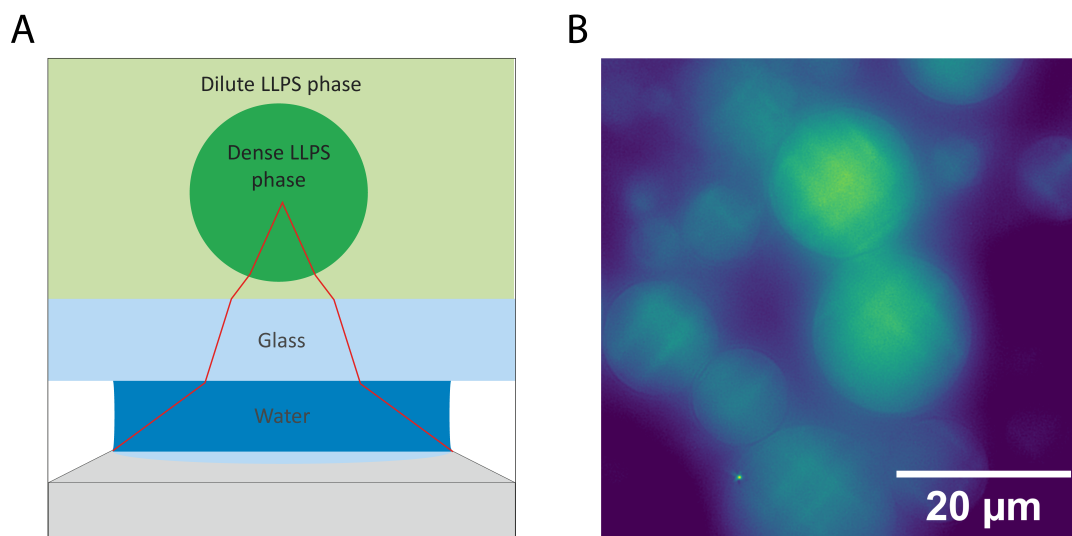 A
B
Dilute LLPS phase
Dense LLPS
phase
Glass
Water
20 μm